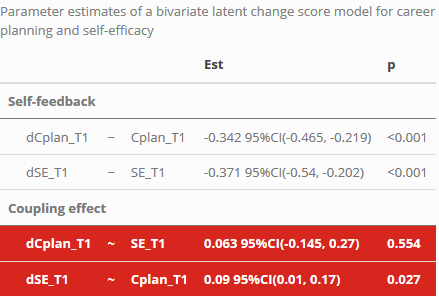 Parameter estimates of a bivariate latent change score model for career
planning and self-efficacy
Est p
Self-feedback
dCplan_T1 ~ Cplan_T1 -0.342 95%CI(-0.465, -0.219) <0.001
dSE_T1 ~ SE_T1 -0.371 95%CI(-0.54, -0.202) <0.001
Coupling effect
dCplan_T1 ~ SE_T1 0.063 95%CI(-0.145, 0.27) 0.554
dSE_T1 ~ Cplan_T1 0.09 95%CI(0.01, 0.17) 0.027